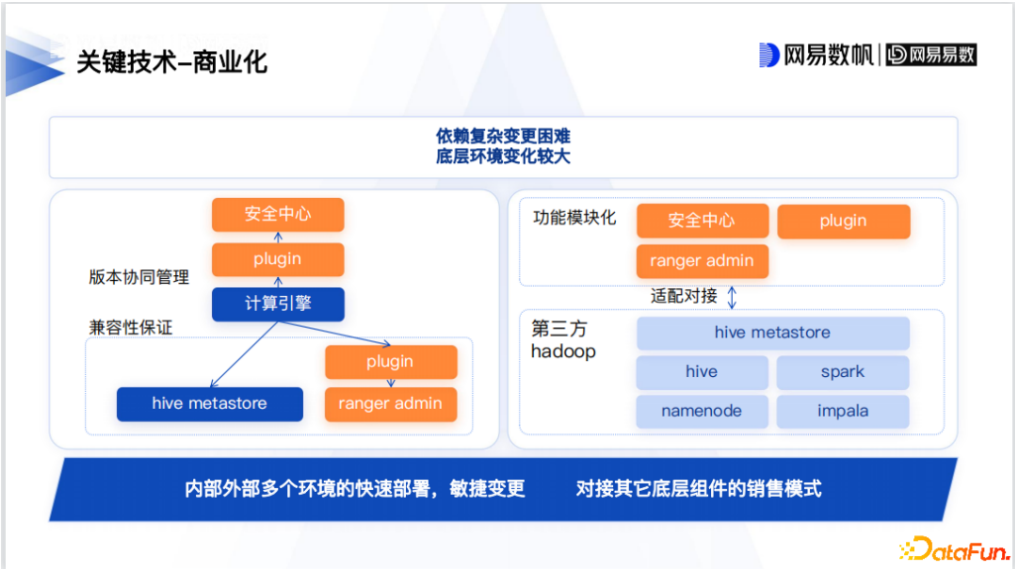 关键技术-商业化
网易数帆
网易易数
依赖复杂变更困难
底层环境变化较大
安全中心
plugin
版本协同管理
计算引擎
兼容性保证
plugin
hive metastore
ranger admin
功能模块化
安全中心
plugin
ranger admin
适配对接
第三方
hadoop
hive metastore
hive
spark
namenode
impala
内部外部多个环境的快速部署，敏捷变更
对接其它底层组件的销售模式
DataFun.